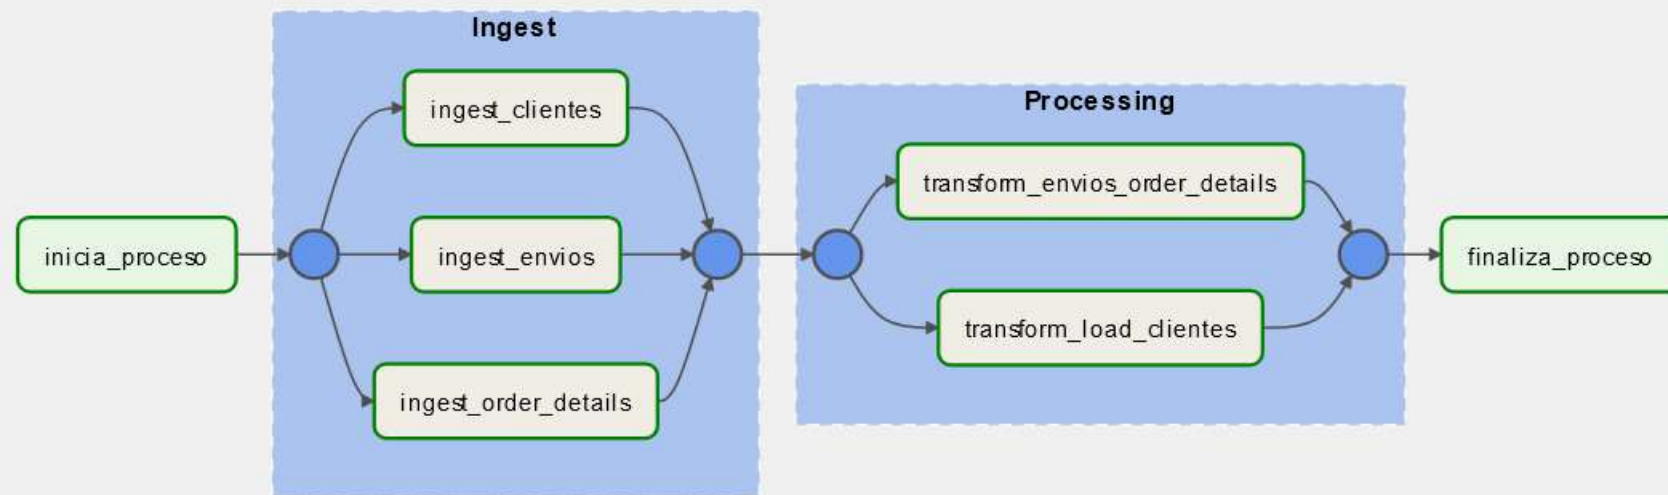 Ingest
ingest_clientes
Processing
transform_envios_order_details
inicia_proceso
ingest_envios
finaliza_proceso
transform_load_clientes
ingest_order_details